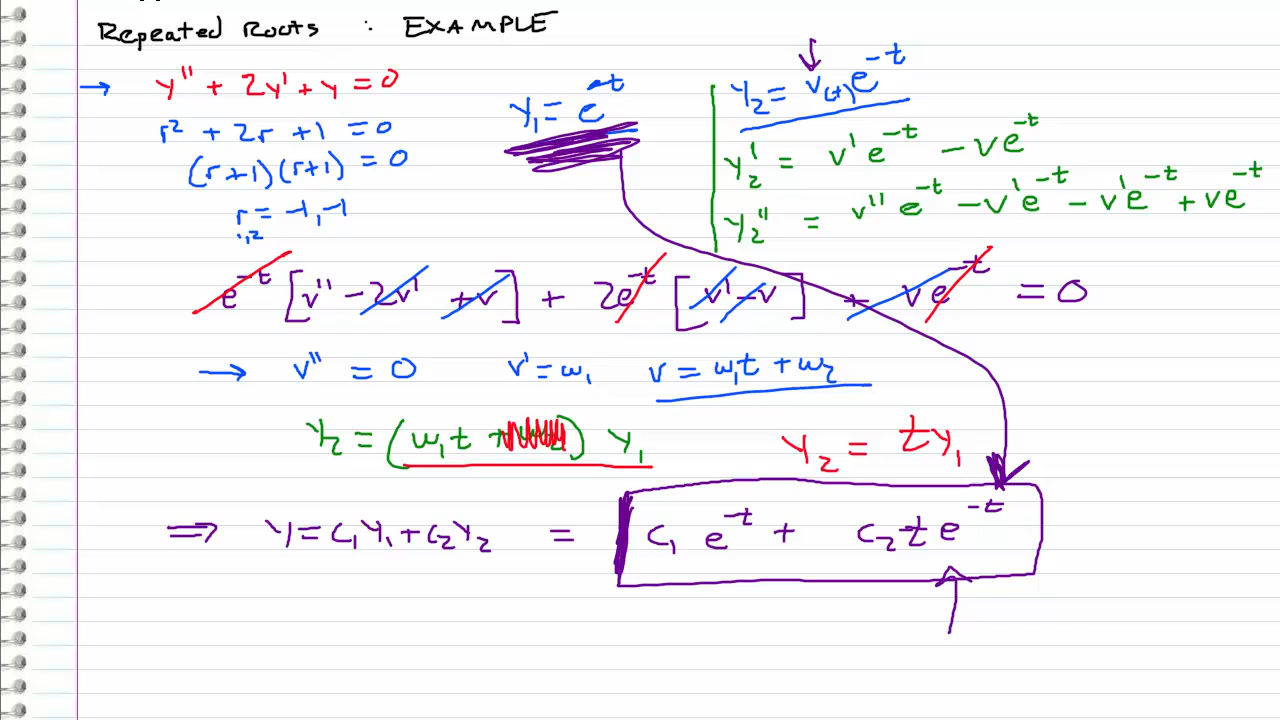 Repeated Roots : EXAMPLE
→ y'' + 2y' + y = 0
r² + 2r + 1 = 0
(r+1)(r+1) = 0
r₁,₂ = -1, -1
y₁ = e^-t
y₂ = v(t)e^-t
y₂' = v'e^-t - ve^-t
y₂'' = v''e^-t - v'e^-t - v'e^-t + ve^-t
e^-t [v'' - 2v' + v] + 2e^-t [v' - v] + ve^-t = 0
→ v'' = 0 v' = w₁ v = w₁t + w₂
y₂ = (w₁t + ) y₁ y₂ = ty₁
⇒ y = c₁y₁ + c₂y₂ = c₁ e^-t + c₂ t e^-t